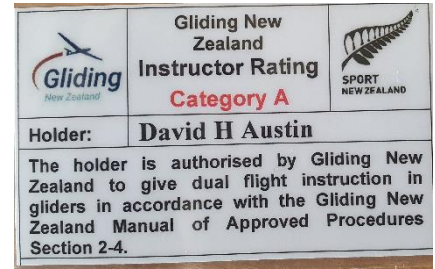 Gliding New
Zealand
Instructor Rating
Category A
Gliding
New Zealand
SPORT
NEW ZEALAND
Holder: David H Austin
The holder is authorised by Gliding New
Zealand to give dual flight instruction in
gliders in accordance with the Gliding New
Zealand Manual of Approved Procedures
Section 2-4.